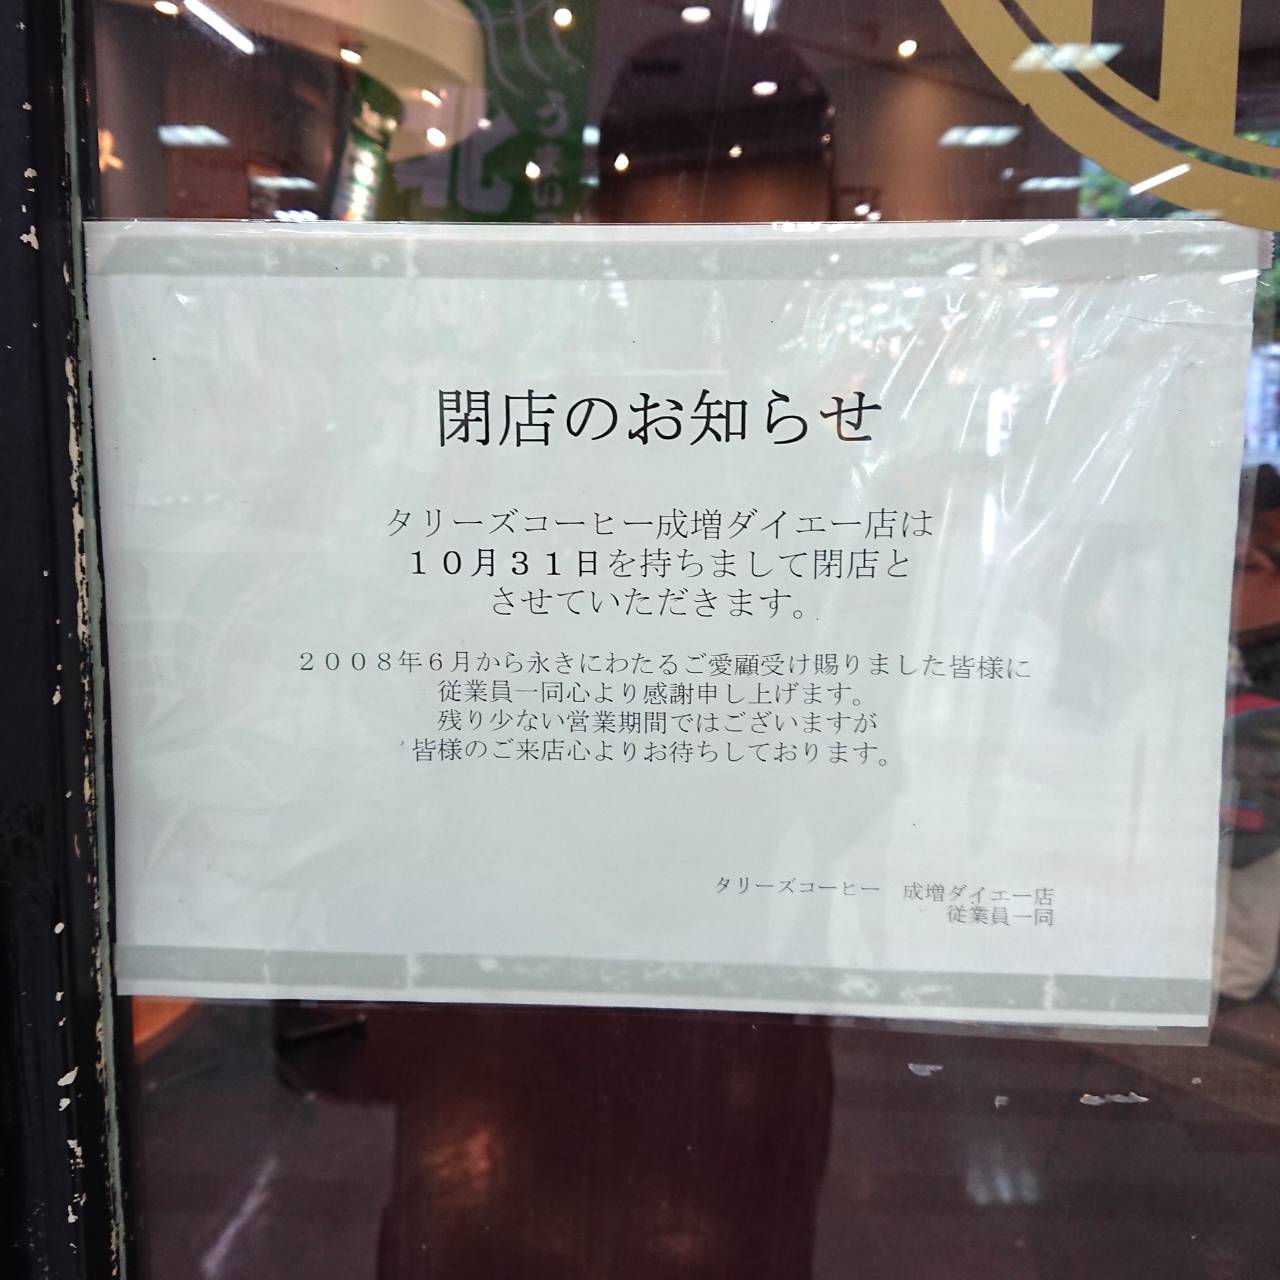 うまい
北
閉店のお知らせ
タリーズコーヒー成増ダイエー店は
１０月３１日を持ちまして閉店と
させていただきます。
２００８年６月から永きにわたるご愛顧受け賜りました皆様に
従業員一同心より感謝申し上げます。
残り少ない営業期間ではございますが
皆様のご来店心よりお待ちしております。
タリーズコーヒー　成増ダイエー店
従業員一同